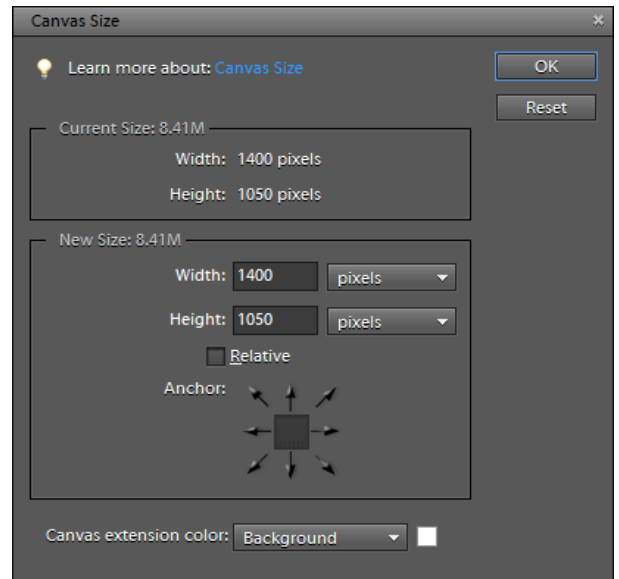 Canvas Size
Learn more about: Canvas Size
OK
Reset
Current Size: 8.41M
Width: 1400 pixels
Height: 1050 pixels
New Size: 8.41M
Width: 1400 pixels
Height: 1050 pixels
Relative
Anchor:
Canvas extension color: Background